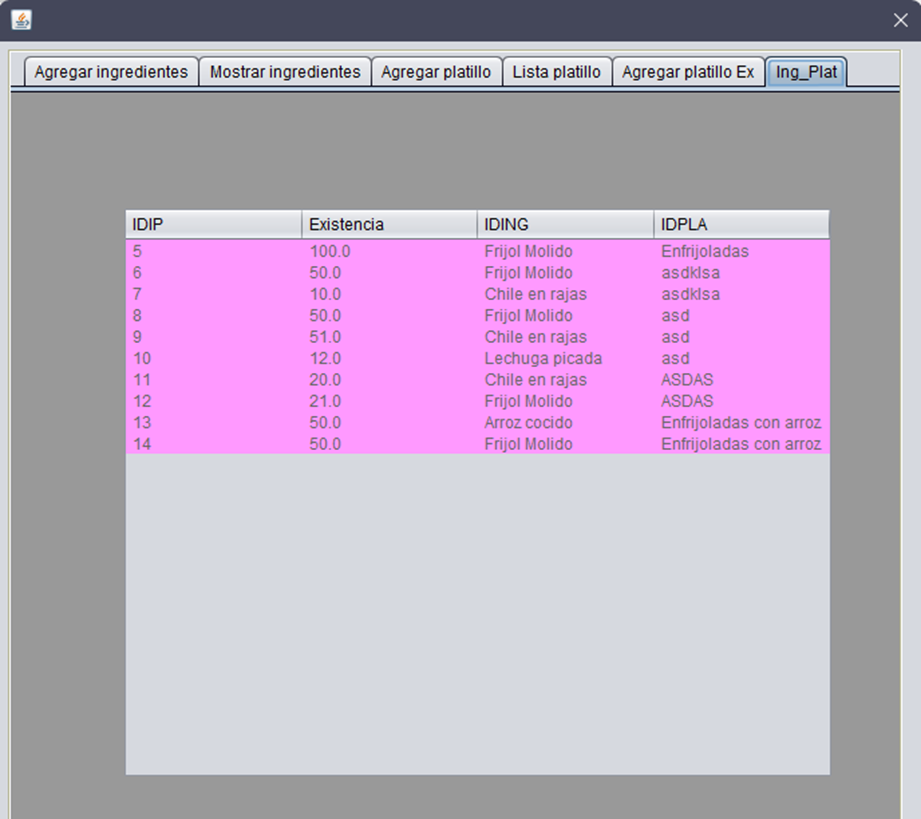 Agregar ingredientes Mostrar ingredientes Agregar platillo Lista platillo Agregar platillo Ex Ing_Plat
IDIP Existencia IDING IDPLA
5 100.0 Frijol Molido Enfrijoladas
6 50.0 Frijol Molido asdklsa
7 10.0 Chile en rajas asdklsa
8 50.0 Frijol Molido asd
9 51.0 Chile en rajas asd
10 12.0 Lechuga picada asd
11 20.0 Chile en rajas ASDAS
12 21.0 Frijol Molido ASDAS
13 50.0 Arroz cocido Enfrijoladas con arroz
14 50.0 Frijol Molido Enfrijoladas con arroz